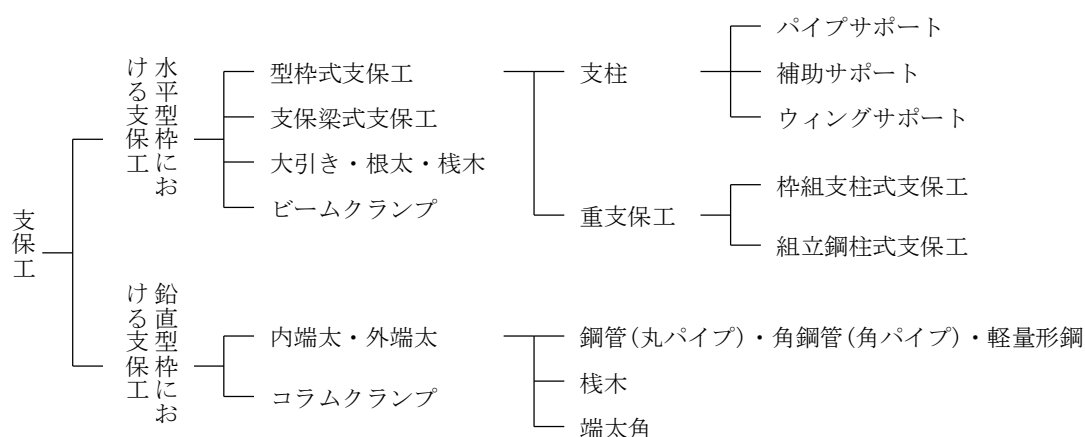 支保工
水平型枠にお
ける支保工
型枠式支保工
支保梁式支保工
大引き・根太・桟木
ビームクランプ
支柱
パイプサポート
補助サポート
ウィングサポート
重支保工
枠組支柱式支保工
組立鋼柱式支保工
鉛直型枠にお
ける支保工
内端太・外端太
コラムクランプ
鋼管(丸パイプ)・角鋼管(角パイプ)・軽量形鋼
桟木
端太角